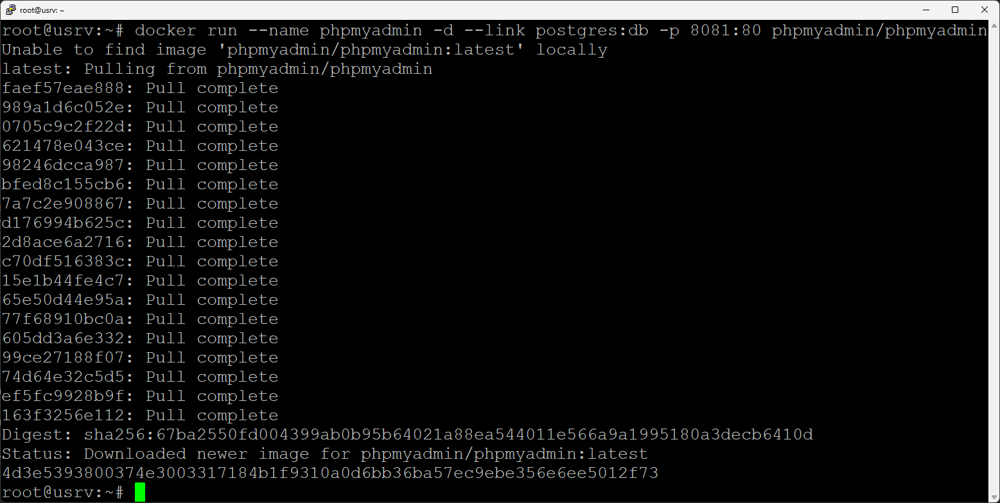 root@usrv: ~
root@usrv:~# docker run --name phpmyadmin -d --link postgres:db -p 8081:80 phpmyadmin/phpmyadmin
Unable to find image 'phpmyadmin/phpmyadmin:latest' locally
latest: Pulling from phpmyadmin/phpmyadmin
faef57eae888: Pull complete
989a1d6c052e: Pull complete
0705c9c2f22d: Pull complete
621478e043ce: Pull complete
98246dcca987: Pull complete
bfed8c155cb6: Pull complete
7a7c2e908867: Pull complete
d176994b625c: Pull complete
2d8ace6a2716: Pull complete
c70df516383c: Pull complete
15e1b44fe4c7: Pull complete
65e50d44e95a: Pull complete
77f68910bc0a: Pull complete
605dd3a6e332: Pull complete
99ce27188f07: Pull complete
74d64e32c5d5: Pull complete
ef5fc9928b9f: Pull complete
163f3256e112: Pull complete
Digest: sha256:67ba2550fd004399ab0b95b64021a88ea544011e566a9a1995180a3decb6410d
Status: Downloaded newer image for phpmyadmin/phpmyadmin:latest
4d3e5393800374e3003317184b1f9310a0d6bb36ba57ec9ebe356e6ee5012f73
root@usrv:~#